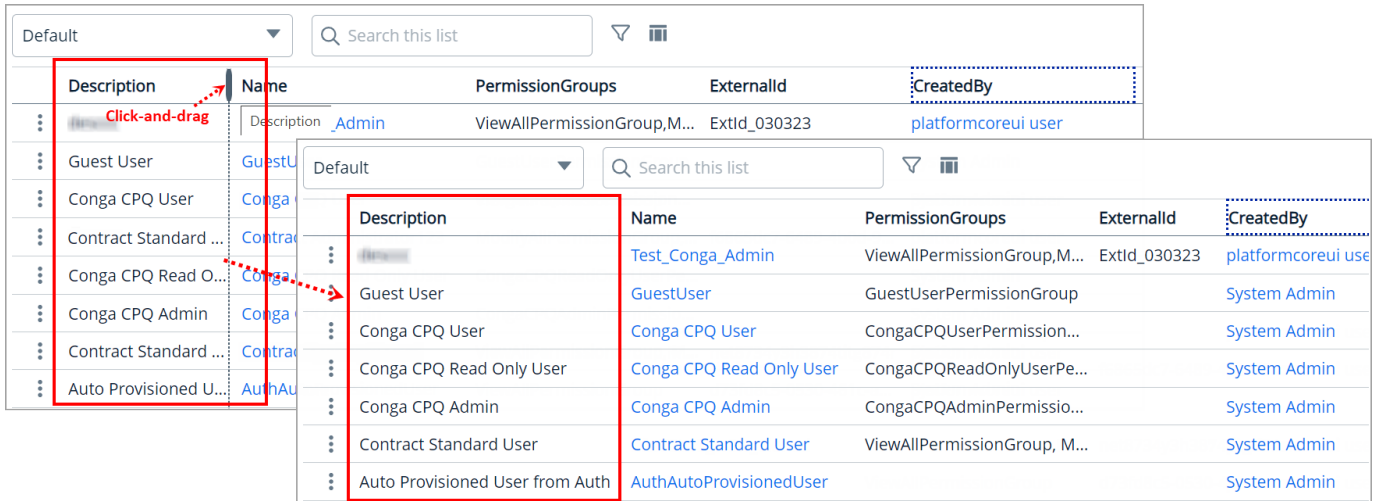 Default
Search this list
Description Name PermissionGroups ExternalId CreatedBy
Click-and-drag
Description _Admin ViewAllPermissionGroup,M... ExtId_030323 platformcoreui user
Guest User GuestU
Conga CPQ User Conga
Contract Standard ... Contrac
Conga CPQ Read O... Conga
Conga CPQ Admin Conga
Contract Standard ... Contrac
Auto Provisioned U... AuthAu
Default
Search this list
Description Name PermissionGroups ExternalId CreatedBy
Test_Conga_Admin ViewAllPermissionGroup,M... ExtId_030323 platformcoreui use
Guest User GuestUser GuestUserPermissionGroup System Admin
Conga CPQ User Conga CPQ User CongaCPQUserPermission... System Admin
Conga CPQ Read Only User Conga CPQ Read Only User CongaCPQReadOnlyUserPe... System Admin
Conga CPQ Admin Conga CPQ Admin CongaCPQAdminPermissio... System Admin
Contract Standard User Contract Standard User ViewAllPermissionGroup, M... System Admin
Auto Provisioned User from Auth AuthAutoProvisionedUser System Admin